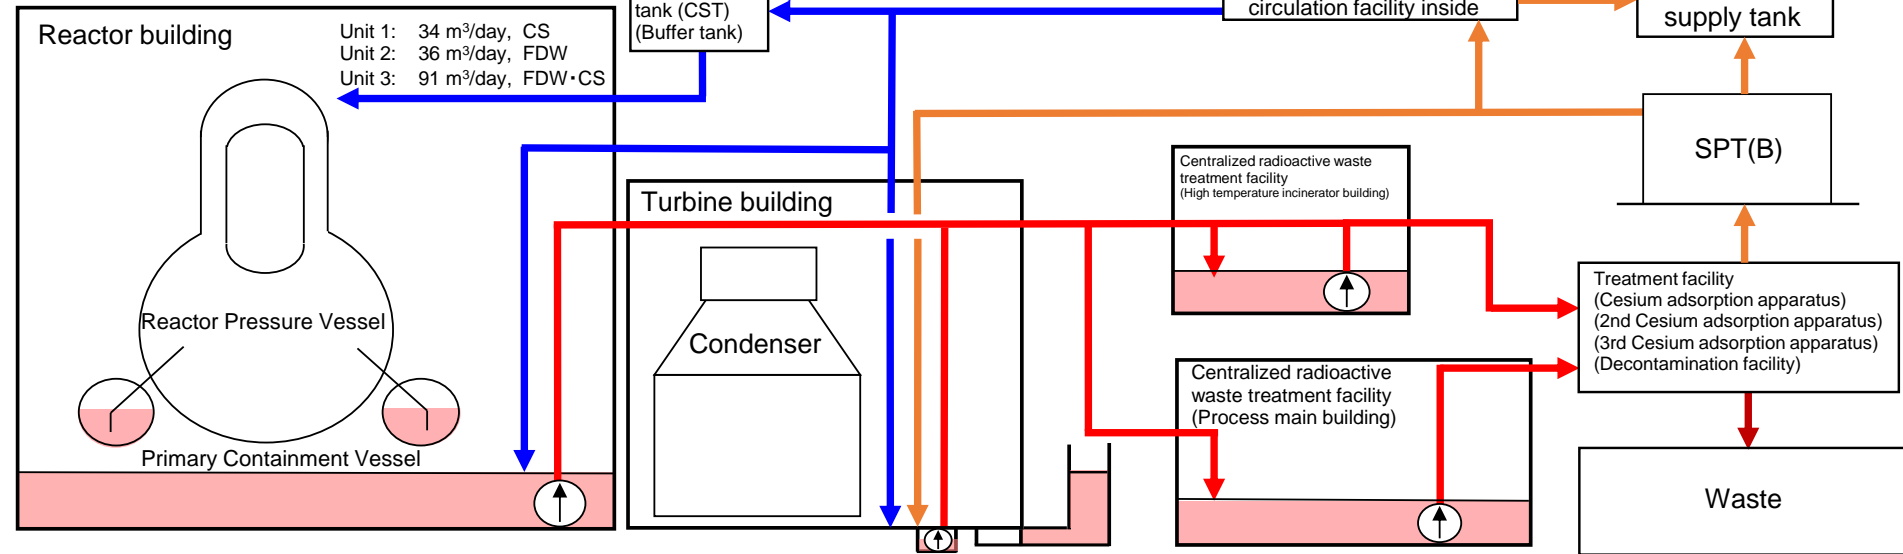 Reactor building
Unit 1: 34 m³/day, CS
Unit 2: 36 m³/day, FDW
Unit 3: 91 m³/day, FDW・CS
tank (CST)
(Buffer tank)
circulation facility inside
supply tank
SPT(B)
Centralized radioactive waste
treatment facility
(High temperature incinerator building)
Turbine building
Reactor Pressure Vessel
Condenser
Treatment facility
(Cesium adsorption apparatus)
(2nd Cesium adsorption apparatus)
(3rd Cesium adsorption apparatus)
(Decontamination facility)
Centralized radioactive
waste treatment facility
(Process main building)
Primary Containment Vessel
Waste